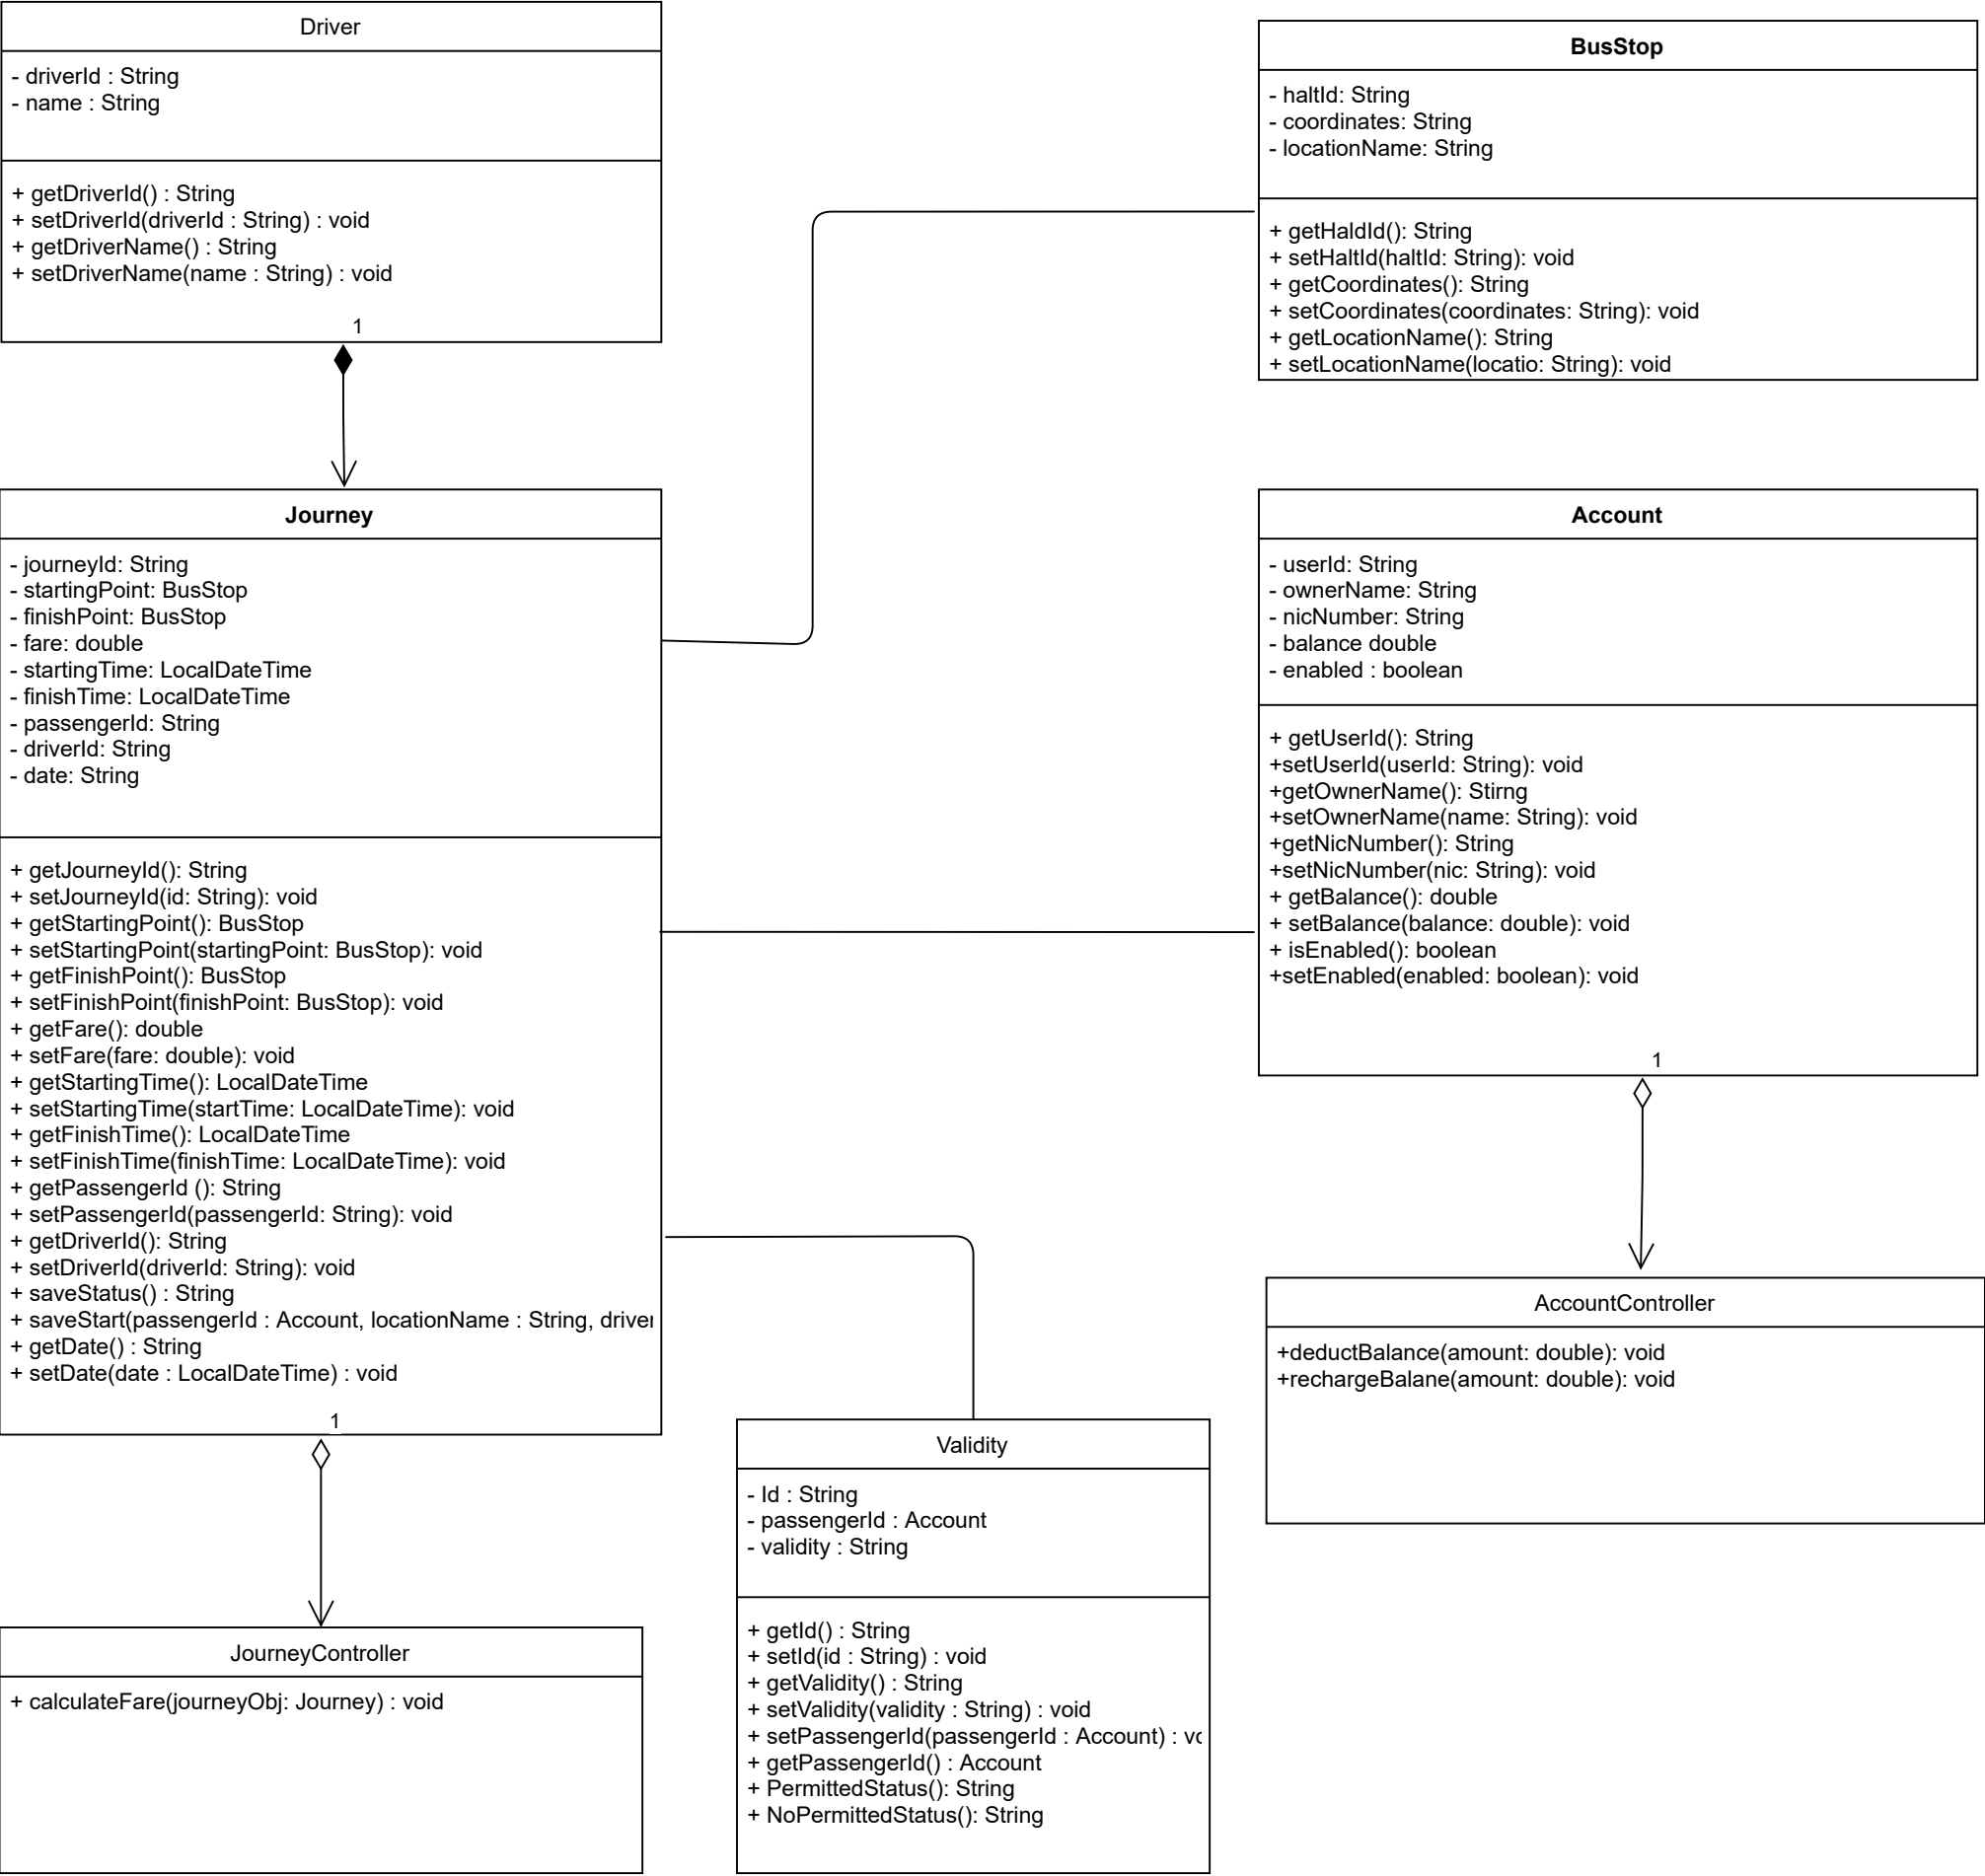 Driver
- driverId : String
- name : String
+ getDriverId() : String
+ setDriverId(driverId : String) : void
+ getDriverName() : String
+ setDriverName(name : String) : void
1
BusStop
- haltId: String
- coordinates: String
- locationName: String
+ getHaldId(): String
+ setHaltId(haltId: String): void
+ getCoordinates(): String
+ setCoordinates(coordinates: String): void
+ getLocationName(): String
+ setLocationName(locatio: String): void
Journey
- journeyId: String
- startingPoint: BusStop
- finishPoint: BusStop
- fare: double
- startingTime: LocalDateTime
- finishTime: LocalDateTime
- passengerId: String
- driverId: String
- date: String
+ getJourneyId(): String
+ setJourneyId(id: String): void
+ getStartingPoint(): BusStop
+ setStartingPoint(startingPoint: BusStop): void
+ getFinishPoint(): BusStop
+ setFinishPoint(finishPoint: BusStop): void
+ getFare(): double
+ setFare(fare: double): void
+ getStartingTime(): LocalDateTime
+ setStartingTime(startTime: LocalDateTime): void
+ getFinishTime(): LocalDateTime
+ setFinishTime(finishTime: LocalDateTime): void
+ getPassengerId (): String
+ setPassengerId(passengerId: String): void
+ getDriverId(): String
+ setDriverId(driverId: String): void
+ saveStatus() : String
+ saveStart(passengerId : Account, locationName : String, driver
+ getDate() : String
+ setDate(date : LocalDateTime) : void
1
Account
- userId: String
- ownerName: String
- nicNumber: String
- balance double
- enabled : boolean
+ getUserId(): String
+setUserId(userId: String): void
+getOwnerName(): Stirng
+setOwnerName(name: String): void
+getNicNumber(): String
+setNicNumber(nic: String): void
+ getBalance(): double
+ setBalance(balance: double): void
+ isEnabled(): boolean
+setEnabled(enabled: boolean): void
1
AccountController
+deductBalance(amount: double): void
+rechargeBalane(amount: double): void
Validity
- Id : String
- passengerId : Account
- validity : String
+ getId() : String
+ setId(id : String) : void
+ getValidity() : String
+ setValidity(validity : String) : void
+ setPassengerId(passengerId : Account) : vo
+ getPassengerId() : Account
+ PermittedStatus(): String
+ NoPermittedStatus(): String
JourneyController
+ calculateFare(journeyObj: Journey) : void